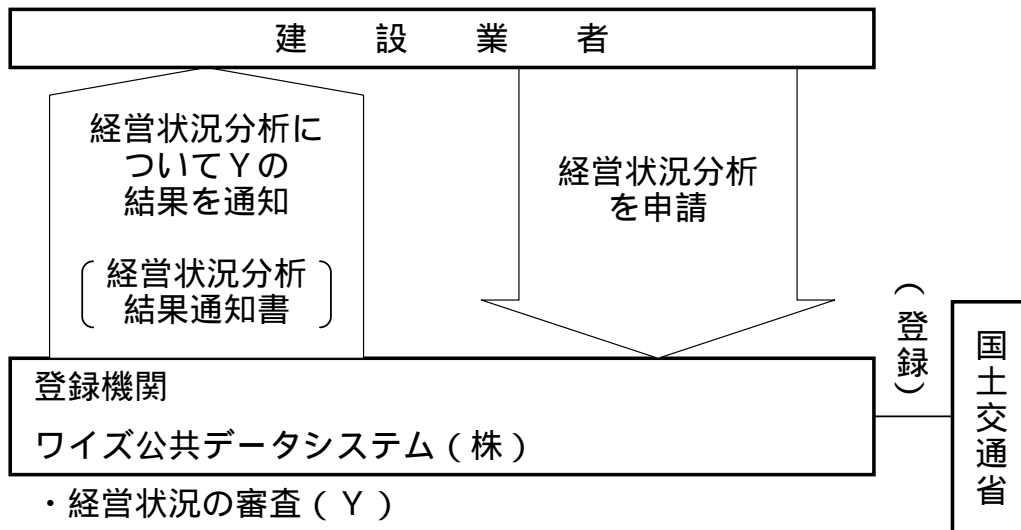 建設業者
経営状況分析に
ついてＹの
結果を通知
経営状況分析
結果通知書
経営状況分析
を申請
（登録）
国土交通省
登録機関
ワイズ公共データシステム（株）
・経営状況の審査（Ｙ）